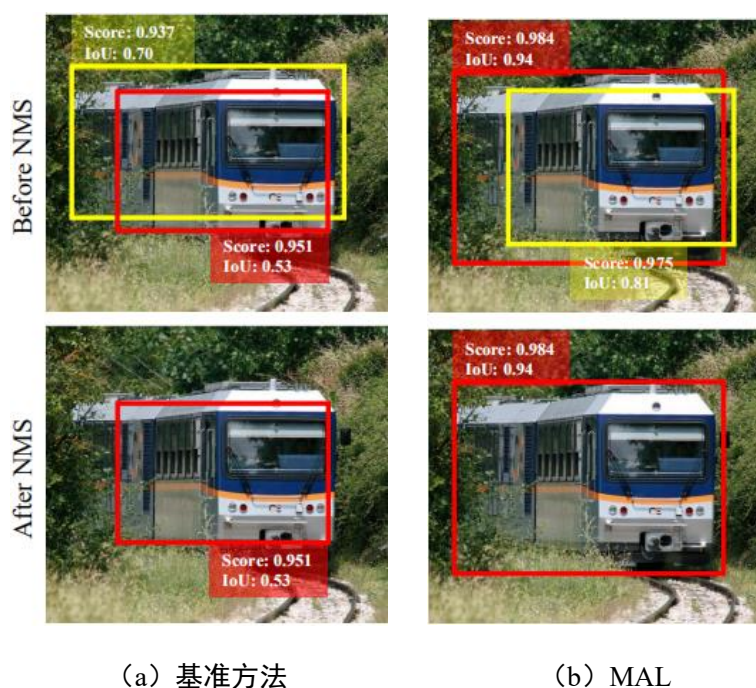 Score: 0.937
IoU: 0.70
Score: 0.984
IoU: 0.94
Before NMS
Score: 0.951
IoU: 0.53
Score: 0.975
IoU: 0.81
Score: 0.984
IoU: 0.94
After NMS
Score: 0.951
IoU: 0.53
（a）基准方法
（b）MAL